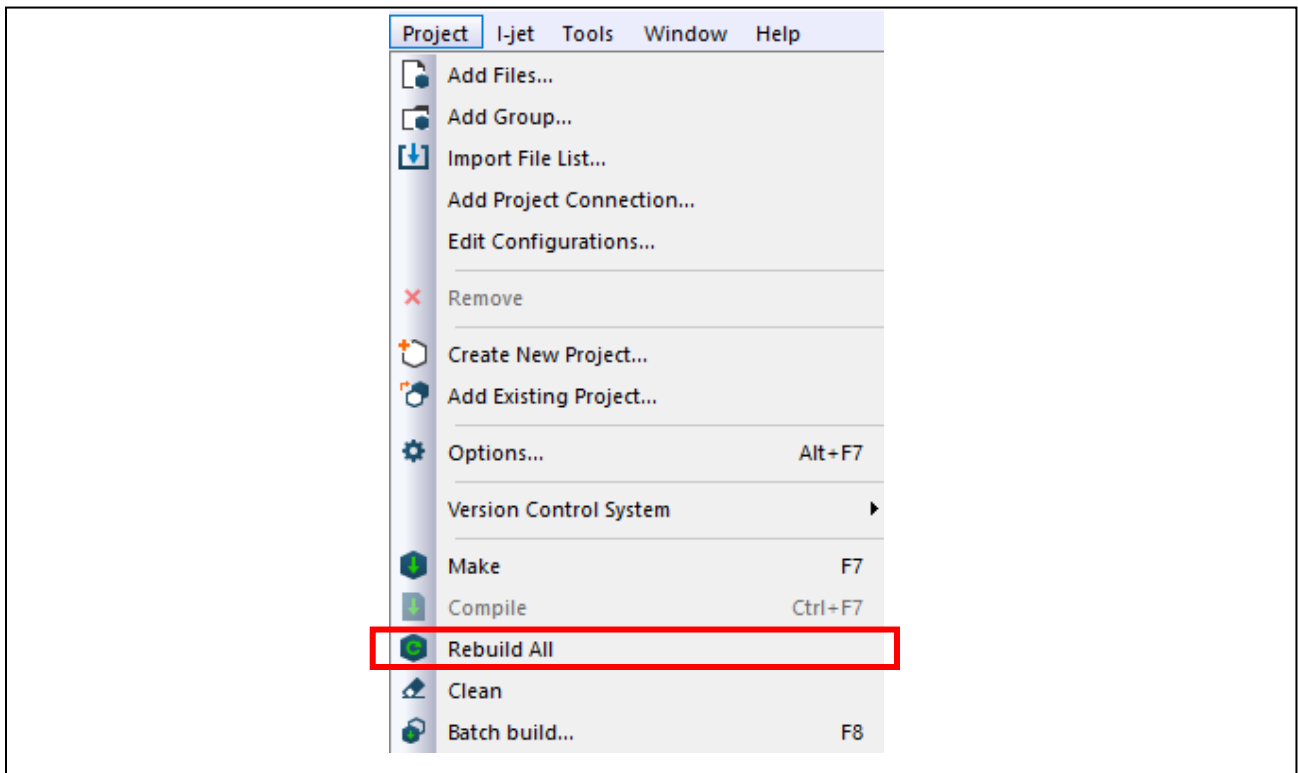 Project I-jet Tools Window Help
Add Files...
Add Group...
Import File List...
Add Project Connection...
Edit Configurations...
Remove
Create New Project...
Add Existing Project...
Options... Alt+F7
Version Control System
Make F7
Compile Ctrl+F7
Rebuild All
Clean
Batch build... F8